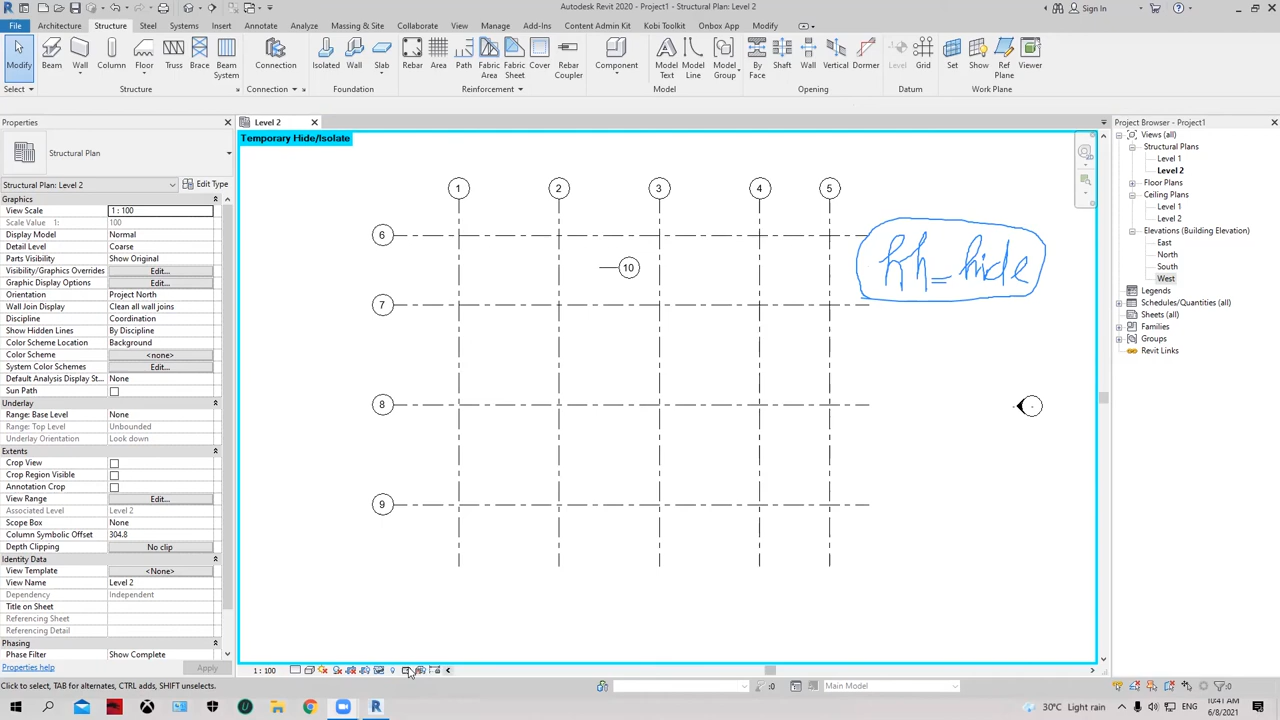 Autodesk Revit 2020 - Project1 - Structural Plan: Level 2
Sign In
File Architecture Structure Steel Systems Insert Annotate Analyze Massing & Site Collaborate View Manage Add-Ins Content Admin Kit Kobi Toolkit Onbox App Modify
Modify Beam Wall Column Floor Truss Brace Beam System Connection Isolated Wall Slab Rebar Area Path Fabric Area Fabric Sheet Cover Rebar Coupler Component Model Text Model Line Model Group By Face Shaft Wall Vertical Dormer Level Grid Set Show Ref Plane Viewer
Select Structure Connection Foundation Reinforcement Model Opening Datum Work Plane
Properties
Structural Plan
Structural Plan: Level 2 Edit Type
Graphics
View Scale 1 : 100
Scale Value 1: 100
Display Model Normal
Detail Level Coarse
Parts Visibility Show Original
Visibility/Graphics Overrides Edit...
Graphic Display Options Edit...
Orientation Project North
Wall Join Display Clean all wall joins
Discipline Coordination
Show Hidden Lines By Discipline
Color Scheme Location Background
Color Scheme <none>
System Color Schemes Edit...
Default Analysis Display St... None
Sun Path
Underlay
Range: Base Level None
Range: Top Level Unbounded
Underlay Orientation Look down
Extents
Crop View
Crop Region Visible
Annotation Crop
View Range Edit...
Associated Level Level 2
Scope Box None
Column Symbolic Offset 304.8
Depth Clipping No clip
Identity Data
View Template <None>
View Name Level 2
Dependency Independent
Title on Sheet
Referencing Sheet
Referencing Detail
Phasing
Phase Filter Show Complete
Properties help Apply
Level 2
Temporary Hide/Isolate
1 2 3 4 5
6
10
7
8
9
hh = hide
Project Browser - Project1
Views (all)
Structural Plans
Level 1
Level 2
Floor Plans
Ceiling Plans
Level 1
Level 2
Elevations (Building Elevation)
East
North
South
West
Legends
Schedules/Quantities (all)
Sheets (all)
Families
Groups
Revit Links
1 : 100
Click to select, TAB for alternates, CTRL adds, SHIFT unselects.
:0
Main Model
:0
30°C Light rain
ENG
10:41 AM
6/8/2021